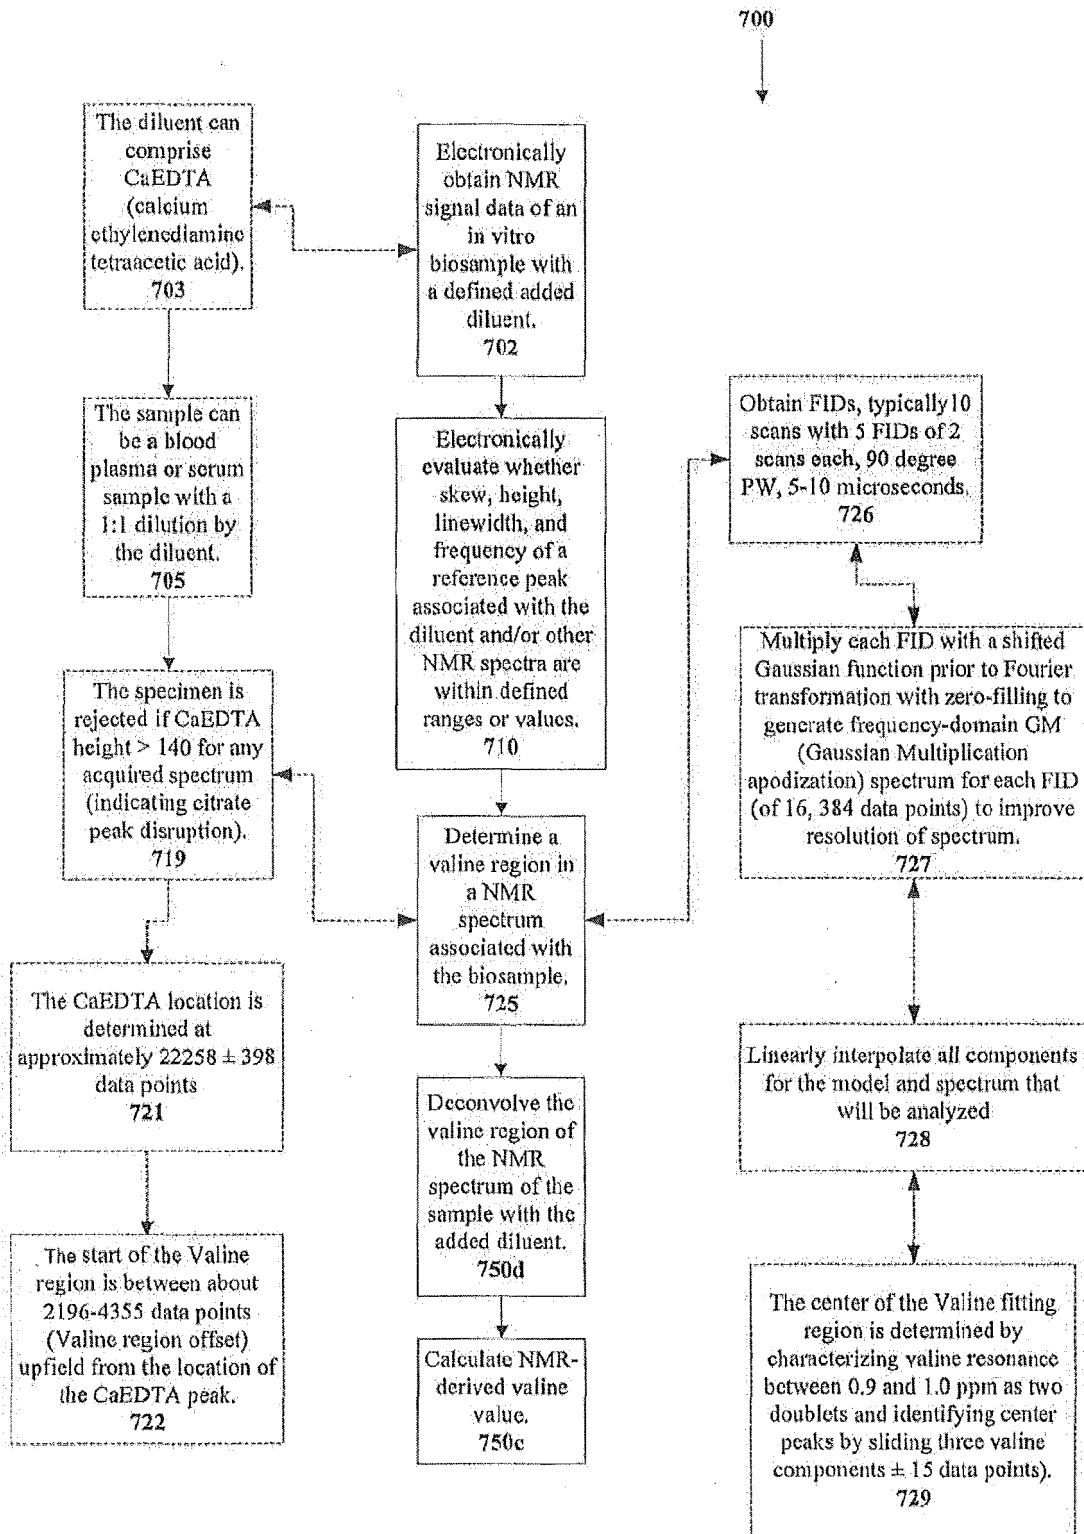 700
The diluent can
comprise
CaEDTA
(calcium
ethylenediamine
tetraacetic acid).
703
Electronically
obtain NMR
signal data of an
in vitro
biosample with
a defined added
diluent.
702
The sample can
be a blood
plasma or serum
sample with a
1:1 dilution by
the diluent.
705
Electronically
evaluate whether
skew, height,
linewidth, and
frequency of a
reference peak
associated with the
diluent and/or other
NMR spectra are
within defined
ranges or values.
710
Obtain FIDs, typically10
scans with 5 FIDs of 2
scans each, 90 degree
PW, 5-10 microseconds.
726
The specimen is
rejected if CaEDTA
height > 140 for any
acquired spectrum
(indicating citrate
peak disruption).
719
Determine a
valine region in
a NMR
spectrum
associated with
the biosample.
725
Multiply each FID with a shifted
Gaussian function prior to Fourier
transformation with zero-filling to
generate frequency-domain GM
(Gaussian Multiplication
apodization) spectrum for each FID
(of 16, 384 data points) to improve
resolution of spectrum.
727
The CaEDTA location is
determined at
approximately 22258 ± 398
data points
721
Deconvolve the
valine region of
the NMR
spectrum of the
sample with the
added diluent.
750d
Linearly interpolate all components
for the model and spectrum that
will be analyzed
728
The start of the Valine
region is between about
2196-4355 data points
(Valine region offset)
upfield from the location of
the CaEDTA peak.
722
Calculate NMR-
derived valine
value.
750c
The center of the Valine fitting
region is determined by
characterizing valine resonance
between 0.9 and 1.0 ppm as two
doublets and identifying center
peaks by sliding three valine
components ± 15 data points).
729